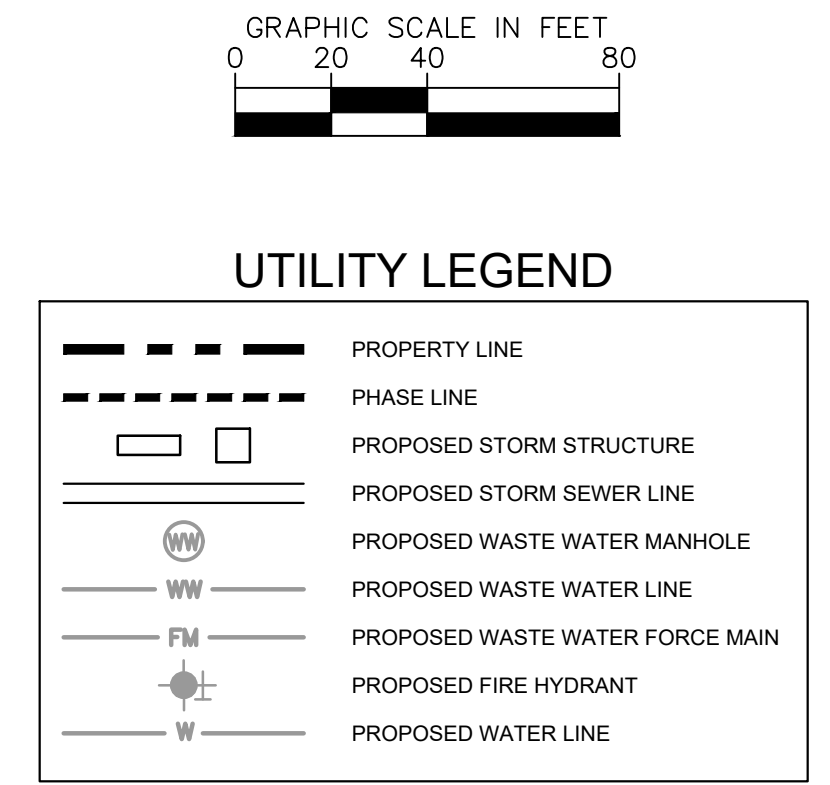 GRAPHIC SCALE IN FEET
0 20 40 80
UTILITY LEGEND
PROPERTY LINE
PHASE LINE
PROPOSED STORM STRUCTURE
PROPOSED STORM SEWER LINE
WW PROPOSED WASTE WATER MANHOLE
WW PROPOSED WASTE WATER LINE
FM PROPOSED WASTE WATER FORCE MAIN
PROPOSED FIRE HYDRANT
W PROPOSED WATER LINE